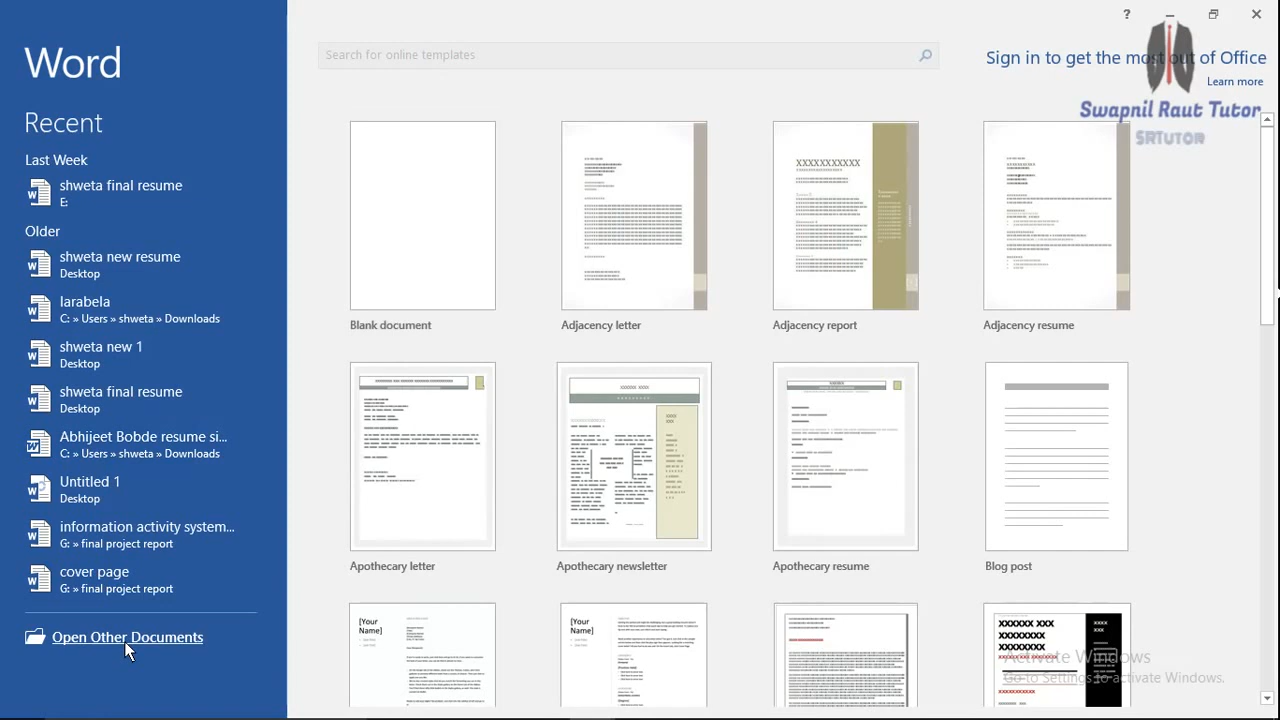 ?
Word
Search for online templates
Sign in to get the most out of Office
Learn more
Swapnil Raut Tutor
SRTUTOR
Recent
Last Week
shweta final resume
E:
Older
shweta new resume
Desktop
larabela
C: » Users » shweta » Downloads
shweta new 1
Desktop
shweta final resume
Desktop
Abhijeet Bonde resume si...
C: » Users » shweta » Downloads
Untitled 1
Desktop
information activity system...
G: » final project report
cover page
G: » final project report
Open Other Documents
Blank document
Adjacency letter
Adjacency report
Adjacency resume
Apothecary letter
Apothecary newsletter
Apothecary resume
Blog post
[Your
Name]
[Your
Name]
Activate Windows
Go to Settings to activate Windows.